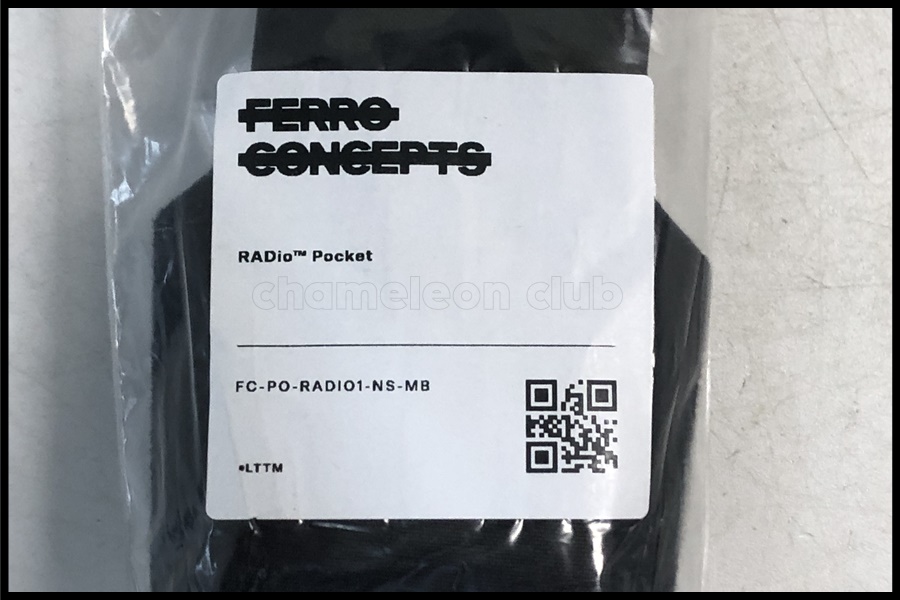 FERRO
CONCEPTS
RADio™ Pocket
chameleon club
FC-PO-RADIO1-NS-MB
•LTTM